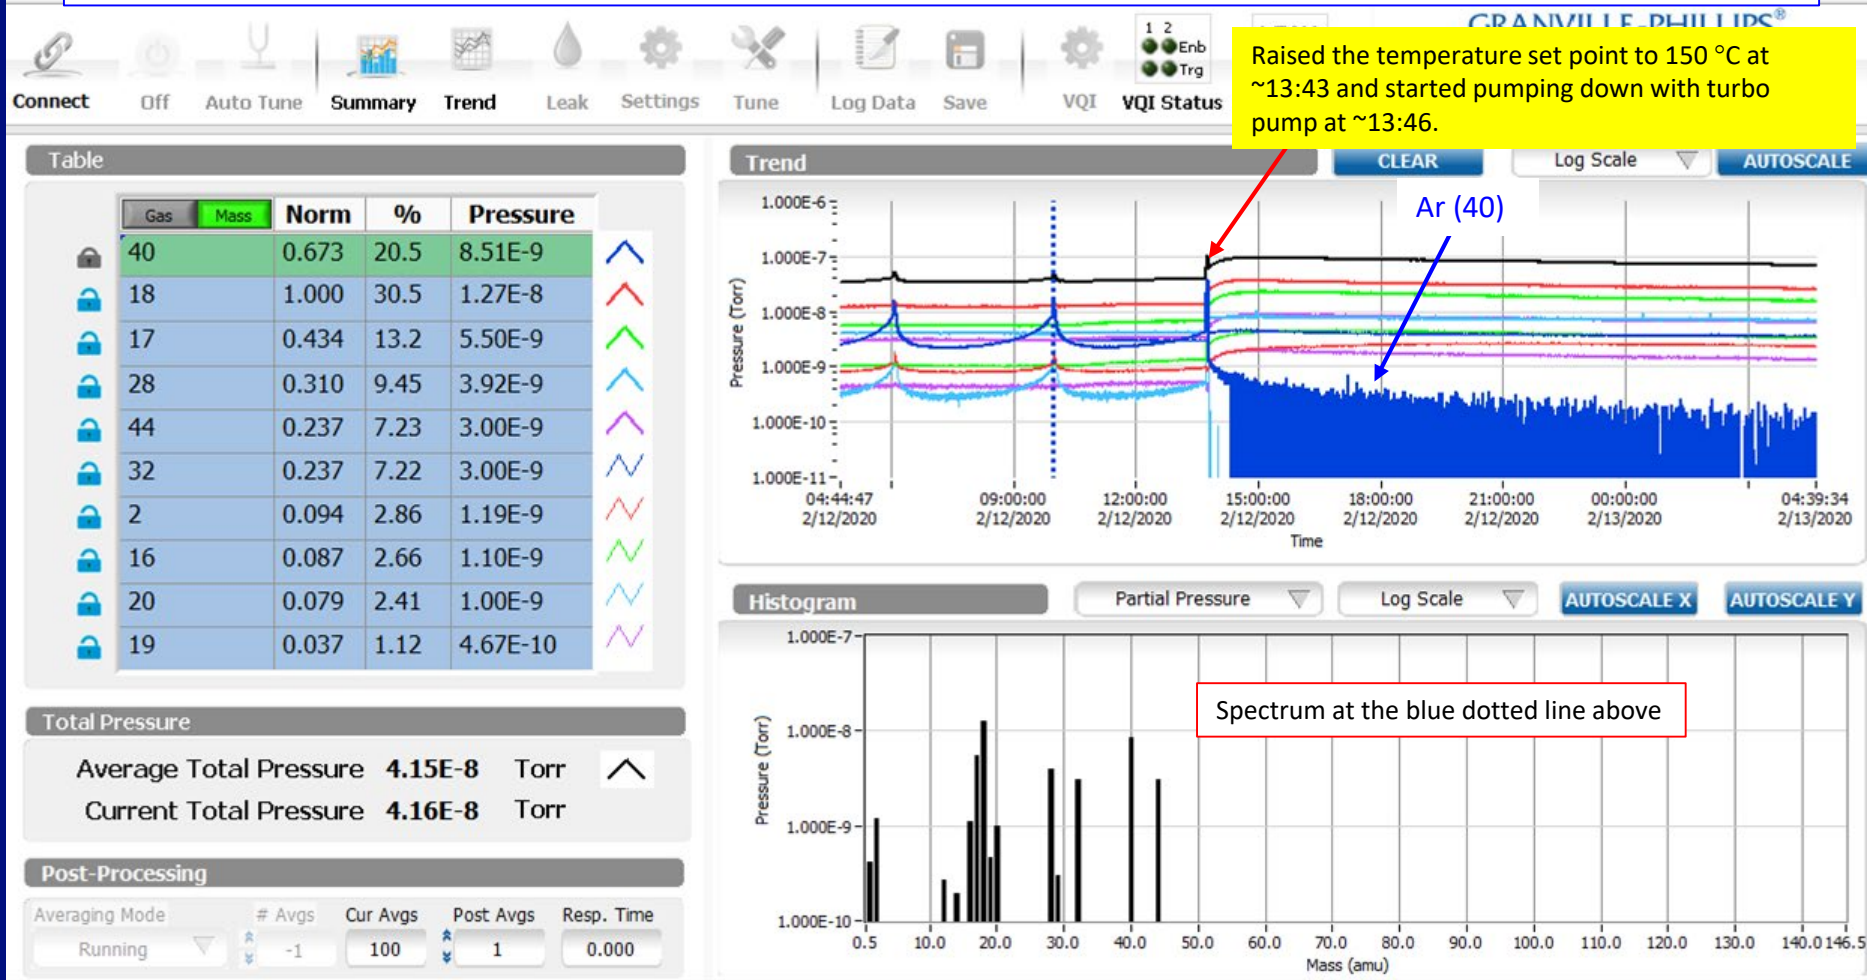 GRANVILLE-PHILLIPS®
1 2
Enb
Trg
Connect Off Auto Tune Summary Trend Leak Settings Tune Log Data Save VQI VQI Status
Raised the temperature set point to 150 °C at
~13:43 and started pumping down with turbo
pump at ~13:46.
Table
Gas Mass Norm % Pressure
40 0.673 20.5 8.51E-9
18 1.000 30.5 1.27E-8
17 0.434 13.2 5.50E-9
28 0.310 9.45 3.92E-9
44 0.237 7.23 3.00E-9
32 0.237 7.22 3.00E-9
2 0.094 2.86 1.19E-9
16 0.087 2.66 1.10E-9
20 0.079 2.41 1.00E-9
19 0.037 1.12 4.67E-10
Total Pressure
Average Total Pressure 4.15E-8 Torr
Current Total Pressure 4.16E-8 Torr
Post-Processing
Averaging Mode # Avgs Cur Avgs Post Avgs Resp. Time
Running -1 100 1 0.000
Trend CLEAR Log Scale AUTOSCALE
Ar (40)
Pressure (Torr)
1.000E-6
1.000E-7
1.000E-8
1.000E-9
1.000E-10
1.000E-11
04:44:47 09:00:00 12:00:00 15:00:00 18:00:00 21:00:00 00:00:00 04:39:34
2/12/2020 2/12/2020 2/12/2020 2/12/2020 2/12/2020 2/12/2020 2/13/2020 2/13/2020
Time
Histogram Partial Pressure Log Scale AUTOSCALE X AUTOSCALE Y
Spectrum at the blue dotted line above
Pressure (Torr)
1.000E-7
1.000E-8
1.000E-9
1.000E-10
0.5 10.0 20.0 30.0 40.0 50.0 60.0 70.0 80.0 90.0 100.0 110.0 120.0 130.0 140.0 146.5
Mass (amu)